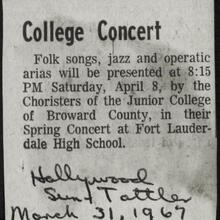 College Concert
Folk songs, jazz and operatic
arias will be presented at 8:15
PM Saturday, April 8, by the
Choristers of the Junior College
of Broward County, in their
Spring Concert at Fort Lauder-
dale High School.
Hollywood
Sun-Tattler
March 31, 1967